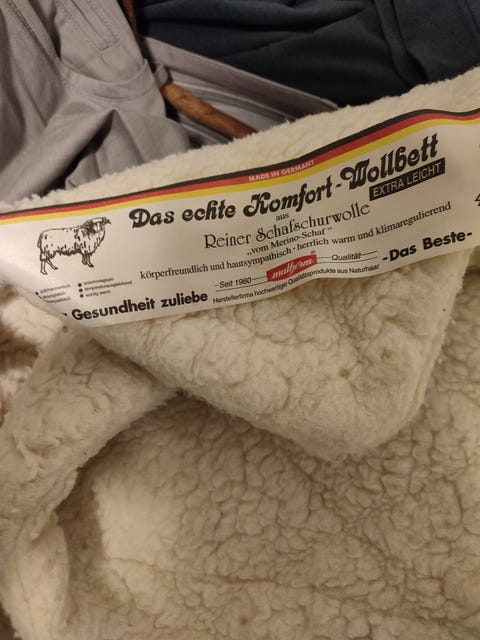 MADE IN GERMANY
Das echte Komfort-Wollbett
EXTRA LEICHT
aus
Reiner Schafschurwolle
„vom Merino-Schaf"
körperfreundlich und hautsympathisch · herrlich warm und klimaregulierend
Seit 1960 matherm Qualität
-Das Beste-
Gesundheit zuliebe
Herstellerfirma hochwertiger Qualitätsprodukte aus Naturhaar